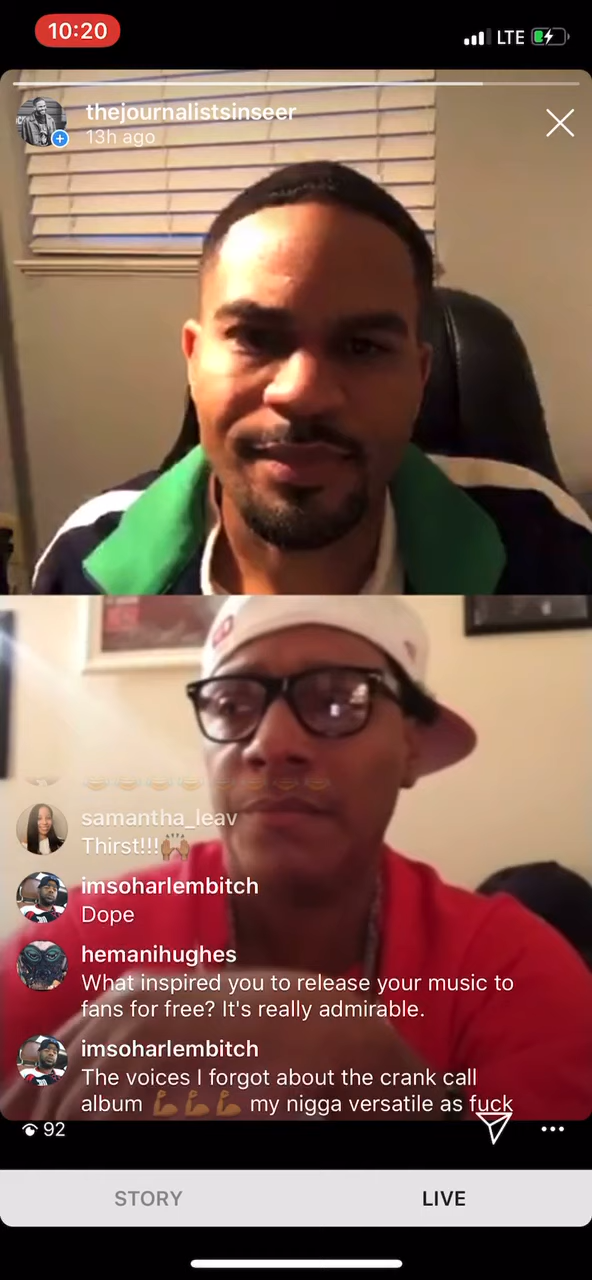 10:20
LTE
thejournalistsinseer
13h ago
samantha_leav
Thirst!!!🙌🏽
imsoharlembitch
Dope
hemanihughes
What inspired you to release your music to
fans for free? It's really admirable.
imsoharlembitch
The voices I forgot about the crank call
album 💪🏽💪🏽💪🏽 my nigga versatile as fuck
92
STORY
LIVE